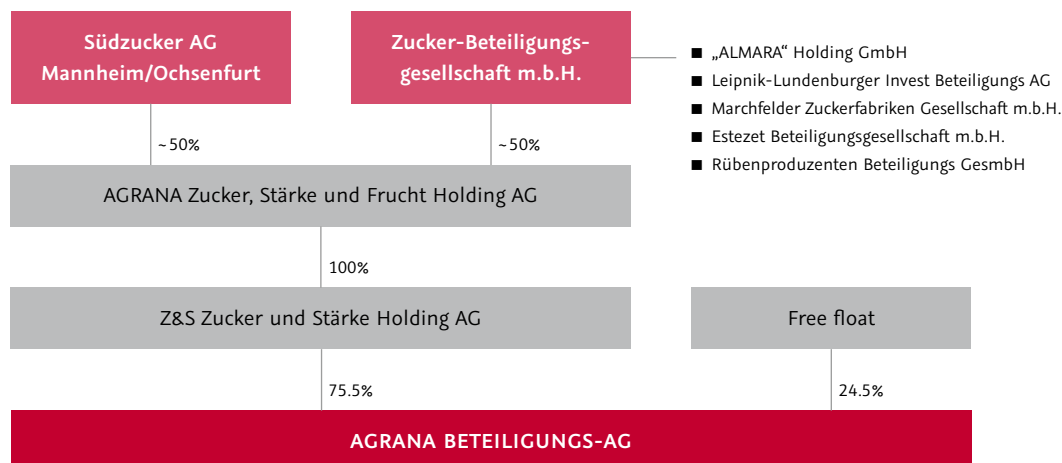 Südzucker AG
Mannheim/Ochsenfurt
Zucker-Beteiligungs-
gesellschaft m.b.H.
■ „ALMARA“ Holding GmbH
■ Leipnik-Lundenburger Invest Beteiligungs AG
■ Marchfelder Zuckerfabriken Gesellschaft m.b.H.
■ Estezet Beteiligungsgesellschaft m.b.H.
■ Rübenproduzenten Beteiligungs GesmbH
~50%
~50%
AGRANA Zucker, Stärke und Frucht Holding AG
100%
Z&S Zucker und Stärke Holding AG
Free float
75.5%
24.5%
AGRANA BETEILIGUNGS-AG